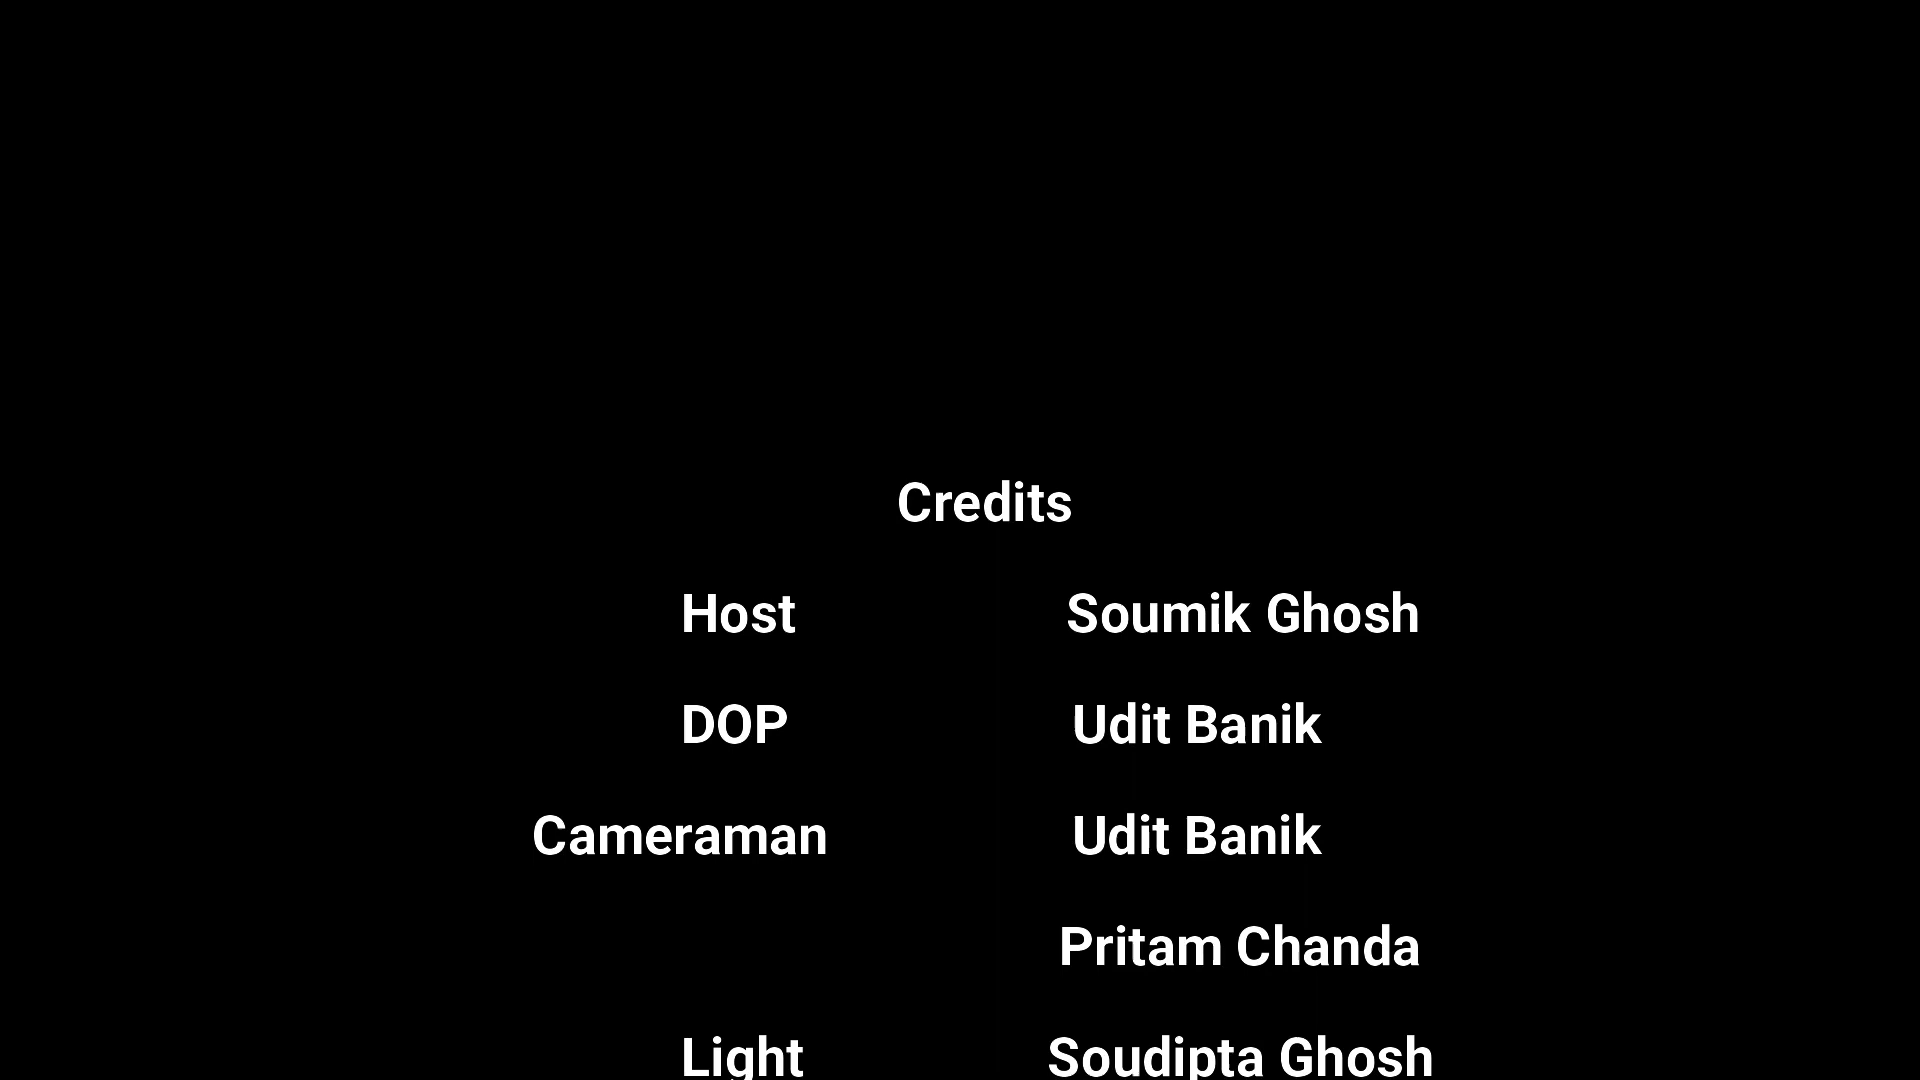 Credits
Host Soumik Ghosh
DOP Udit Banik
Cameraman Udit Banik
Pritam Chanda
Light Soudipta Ghosh